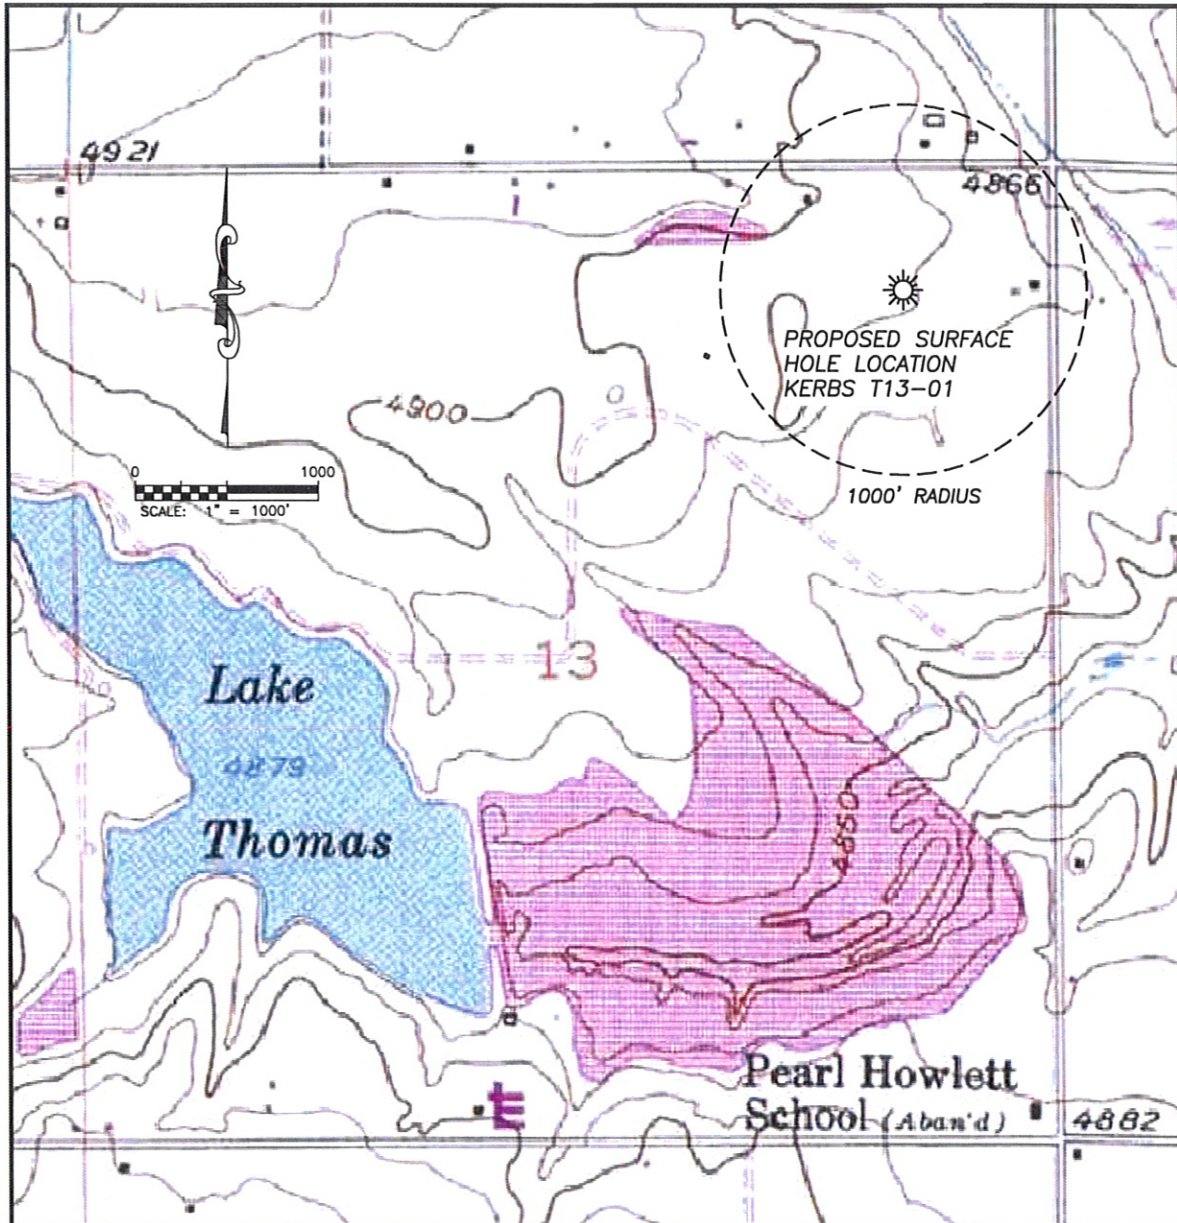 4921
4866
PROPOSED SURFACE
HOLE LOCATION
KERBS T13-01
4900
0 1000
SCALE: 1" = 1000'
1000' RADIUS
13
Lake
4879
Thomas
4850
Pearl Howlett
School (Aban'd)
4882